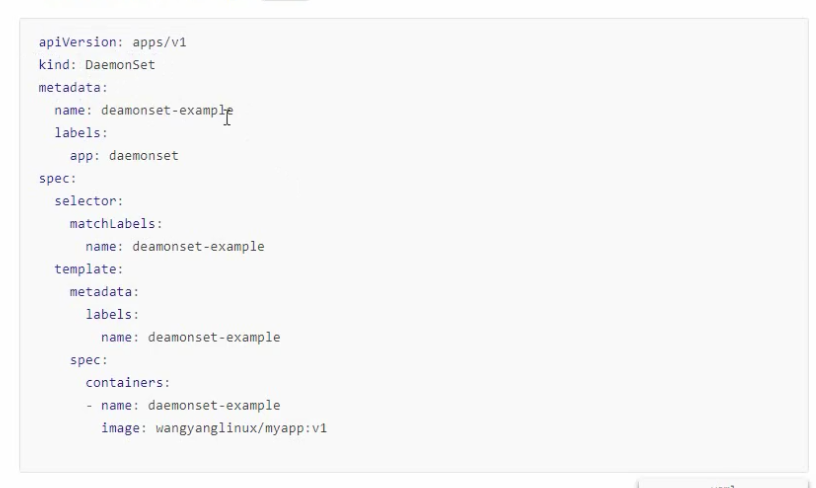 apiVersion: apps/v1
kind: DaemonSet
metadata:
  name: deamonset-example
  labels:
    app: daemonset
spec:
  selector:
    matchLabels:
      name: deamonset-example
  template:
    metadata:
      labels:
        name: deamonset-example
    spec:
      containers:
      - name: daemonset-example
        image: wangyanglinux/myapp:v1